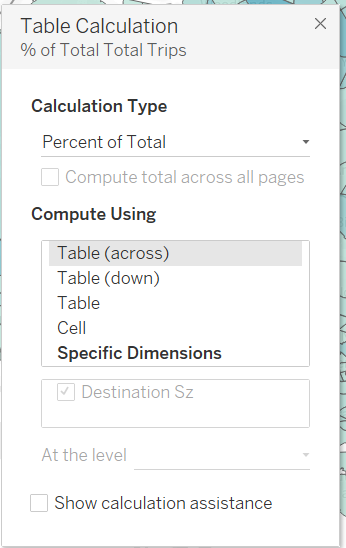 Table Calculation
% of Total Total Trips
Calculation Type
Percent of Total
Compute total across all pages
Compute Using
Table (across)
Table (down)
Table
Cell
Specific Dimensions
Destination Sz
At the level
Show calculation assistance